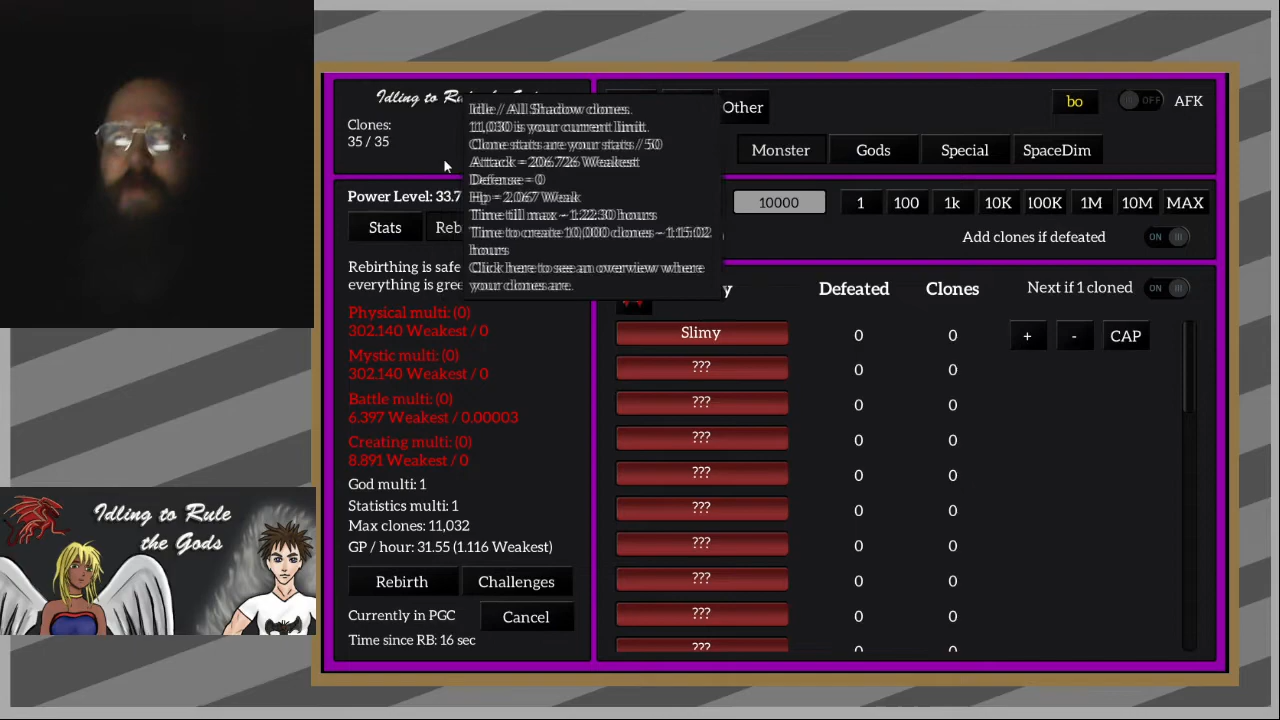 Idling to Ru
Clones:
35 / 35
Idle // All Shadow clones.
11,030 is your current limit.
Clone stats are your stats // 50
Attack = 206.726 Weakest
Defense = 0
Hp = 2.067 Weak
Time till max ~ 1:22:30 hours
Time to create 10,000 clones ~ 1:15:02
hours
Click here to see an overview where
your clones are.
Other
bo
OFF
AFK
Monster
Gods
Special
SpaceDim
Power Level: 33.7
10000
1
100
1k
10K
100K
1M
10M
MAX
Stats
Reb
Add clones if defeated
ON
Rebirthing is safe
everything is gree
y
Defeated
Clones
Next if 1 cloned
ON
Physical multi: (0)
302.140 Weakest / 0
Mystic multi: (0)
302.140 Weakest / 0
Battle multi: (0)
6.397 Weakest / 0.00003
Creating multi: (0)
8.891 Weakest / 0
God multi: 1
Statistics multi: 1
Max clones: 11,032
GP / hour: 31.55 (1.116 Weakest)
Rebirth
Challenges
Currently in PGC
Cancel
Time since RB: 16 sec
Slimy 0 0 + - CAP
??? 0 0
??? 0 0
??? 0 0
??? 0 0
??? 0 0
??? 0 0
??? 0 0
??? 0 0
??? 0 0
Idling to Rule
the Gods